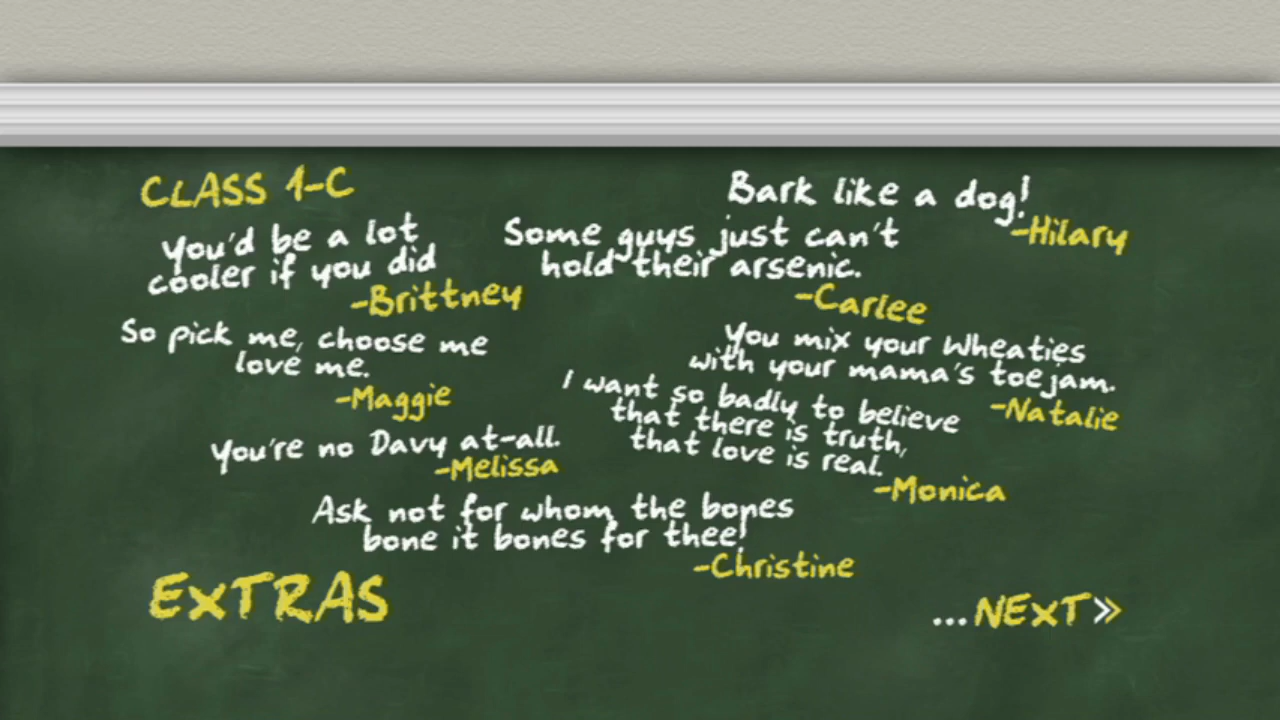 CLASS 1-C
You'd be a lot
cooler if you did
-Brittney
Some guys just can't
hold their arsenic.
-Carlee
Bark like a dog!
-Hilary
So pick me, choose me
love me.
-Maggie
You mix your Wheaties
with your mama's toejam.
-Natalie
I want so badly to believe
that there is truth,
that love is real.
-Monica
You're no Davy at-all.
-Melissa
Ask not for whom the bones
bone it bones for thee!
-Christine
EXTRAS
...NEXT»